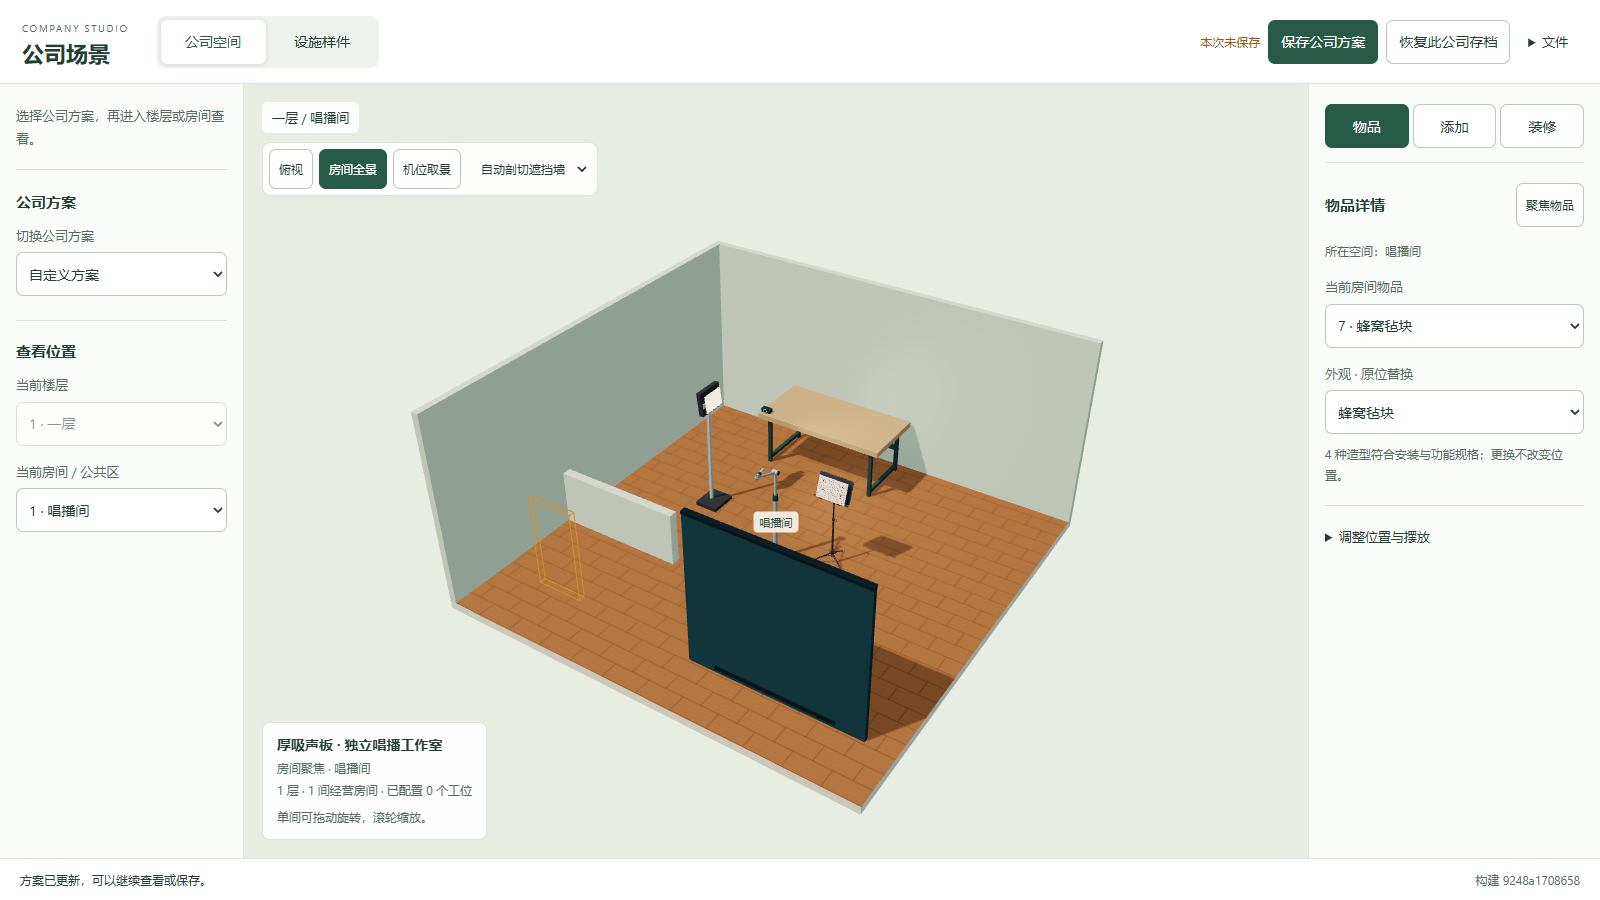 COMPANY STUDIO
公司场景
公司空间
设施样件
本次未保存
保存公司方案
恢复此公司存档
文件
选择公司方案，再进入楼层或房间查看。
公司方案
切换公司方案
自定义方案
查看位置
当前楼层
1 · 一层
当前房间 / 公共区
1 · 唱播间
一层 / 唱播间
俯视
房间全景
机位取景
自动剖切遮挡墙
唱播间
厚吸声板 · 独立唱播工作室
房间聚焦 · 唱播间
1 层 · 1 间经营房间 · 已配置 0 个工位
单间可拖动旋转，滚轮缩放。
物品
添加
装修
物品详情
聚焦物品
所在空间：唱播间
当前房间物品
7 · 蜂窝毡块
外观 · 原位替换
蜂窝毡块
4 种造型符合安装与功能规格；更换不改变位置。
调整位置与摆放
方案已更新，可以继续查看或保存。
构建 9248a1708658